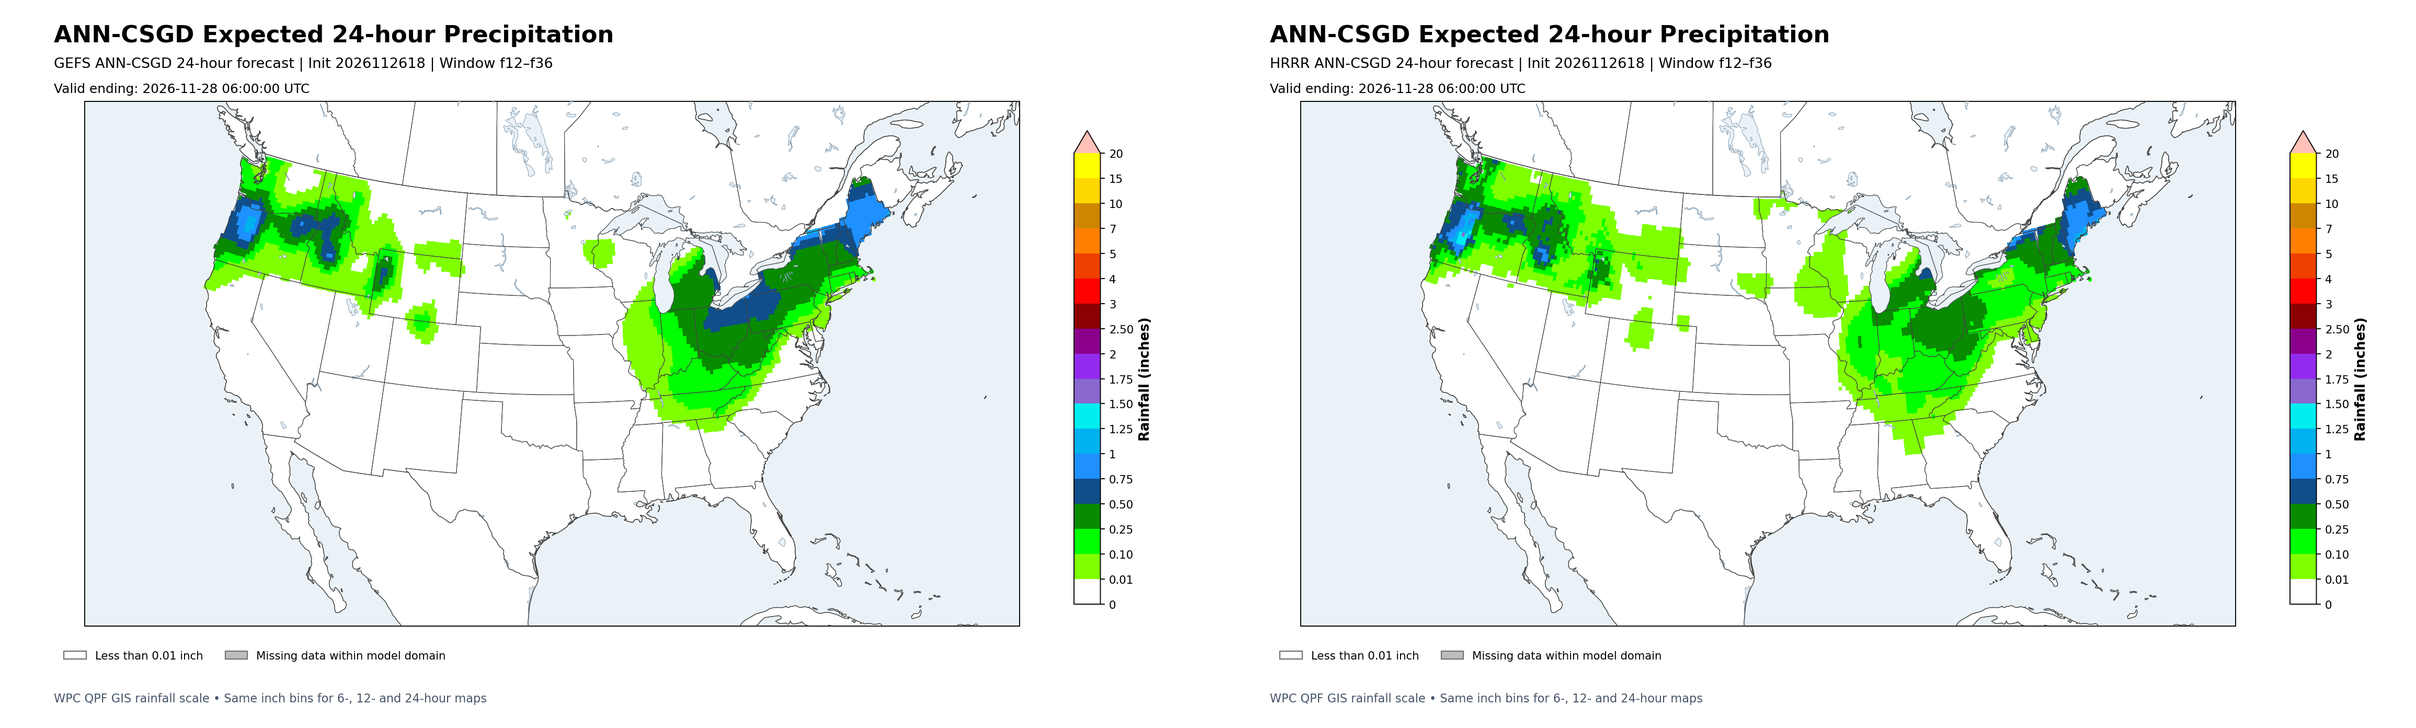 ANN-CSGD Expected 24-hour Precipitation
GEFS ANN-CSGD 24-hour forecast | Init 2026112618 | Window f12–f36
Valid ending: 2026-11-28 06:00:00 UTC
20
15
10
7
5
4
3
2.50
2
1.75
1.50
1.25
1
0.75
0.50
0.25
0.10
0.01
0
Rainfall (inches)
Less than 0.01 inch
Missing data within model domain
WPC QPF GIS rainfall scale • Same inch bins for 6-, 12- and 24-hour maps
ANN-CSGD Expected 24-hour Precipitation
HRRR ANN-CSGD 24-hour forecast | Init 2026112618 | Window f12–f36
Valid ending: 2026-11-28 06:00:00 UTC
20
15
10
7
5
4
3
2.50
2
1.75
1.50
1.25
1
0.75
0.50
0.25
0.10
0.01
0
Rainfall (inches)
Less than 0.01 inch
Missing data within model domain
WPC QPF GIS rainfall scale • Same inch bins for 6-, 12- and 24-hour maps